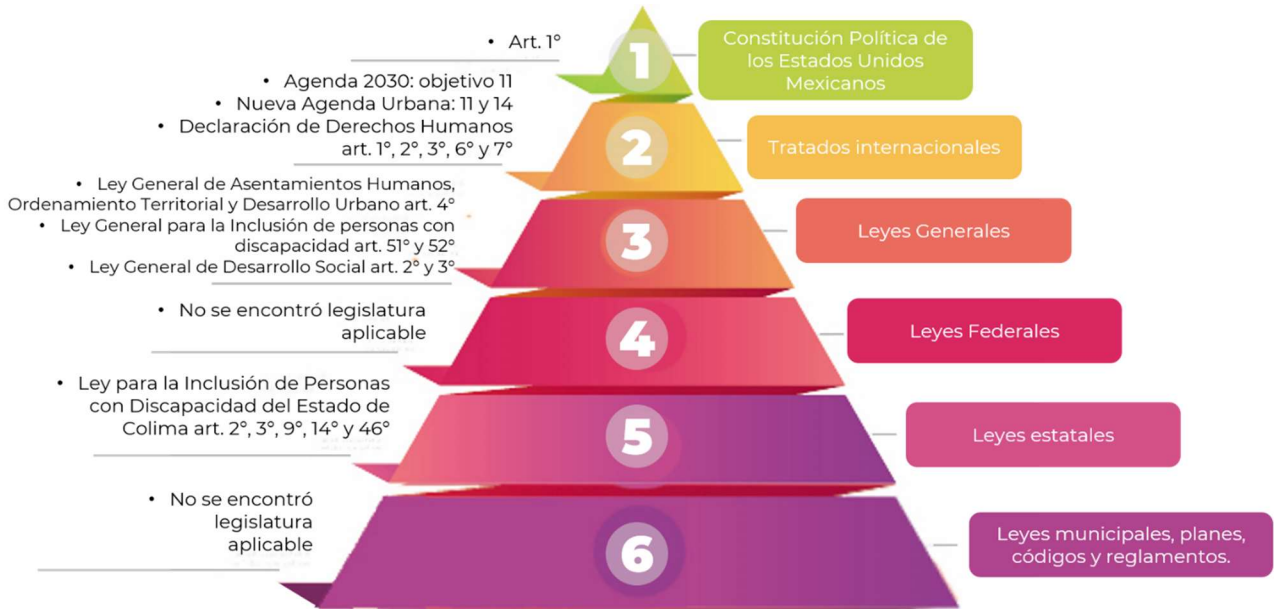 • Art. 1°
1
Constitución Política de
los Estados Unidos
Mexicanos
• Agenda 2030: objetivo 11
• Nueva Agenda Urbana: 11 y 14
• Declaración de Derechos Humanos
art. 1°, 2°, 3°, 6° y 7°
2
Tratados internacionales
• Ley General de Asentamientos Humanos,
Ordenamiento Territorial y Desarrollo Urbano art. 4°
• Ley General para la Inclusión de personas con
discapacidad art. 51° y 52°
• Ley General de Desarrollo Social art. 2° y 3°
3
Leyes Generales
• No se encontró legislatura
aplicable
4
Leyes Federales
• Ley para la Inclusión de Personas
con Discapacidad del Estado de
Colima art. 2°, 3°, 9°, 14° y 46°
5
Leyes estatales
• No se encontró
legislatura
aplicable
6
Leyes municipales, planes,
códigos y reglamentos.